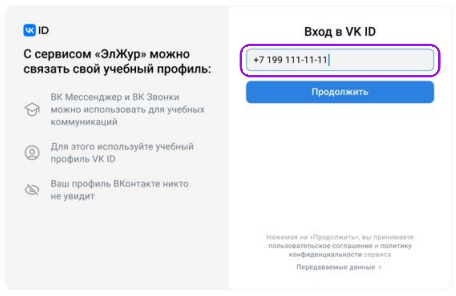 VK ID
С сервисом «ЭлЖур» можно
связать свой учебный профиль:
ВК Мессенджер и ВК Звонки
можно использовать для учебных
коммуникаций
Для этого используйте учебный
профиль VK ID
Ваш профиль ВКонтакте никто
не увидит
Вход в VK ID
+7 199 111-11-11
Продолжить
Нажимая на «Продолжить», вы принимаете
пользовательское соглашение и политику
конфиденциальности сервиса
Передаваемые данные >